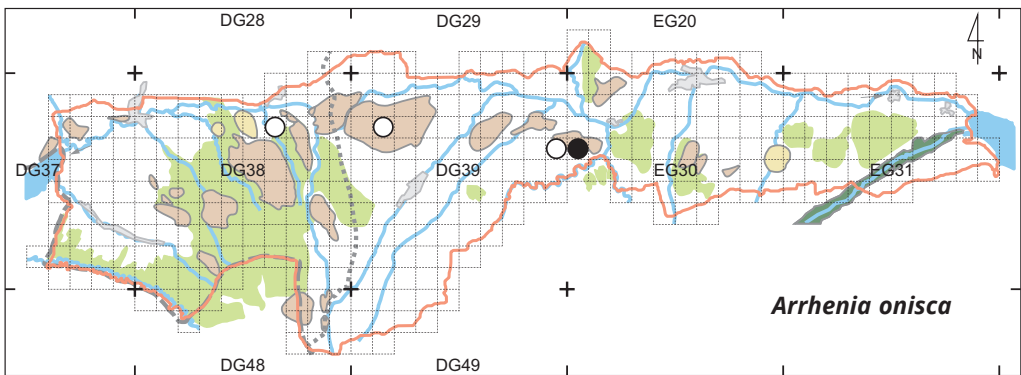 DG28 DG29 EG20
N
DG37 DG38 DG39 EG30 EG31
Arrhenia onisca
DG48 DG49